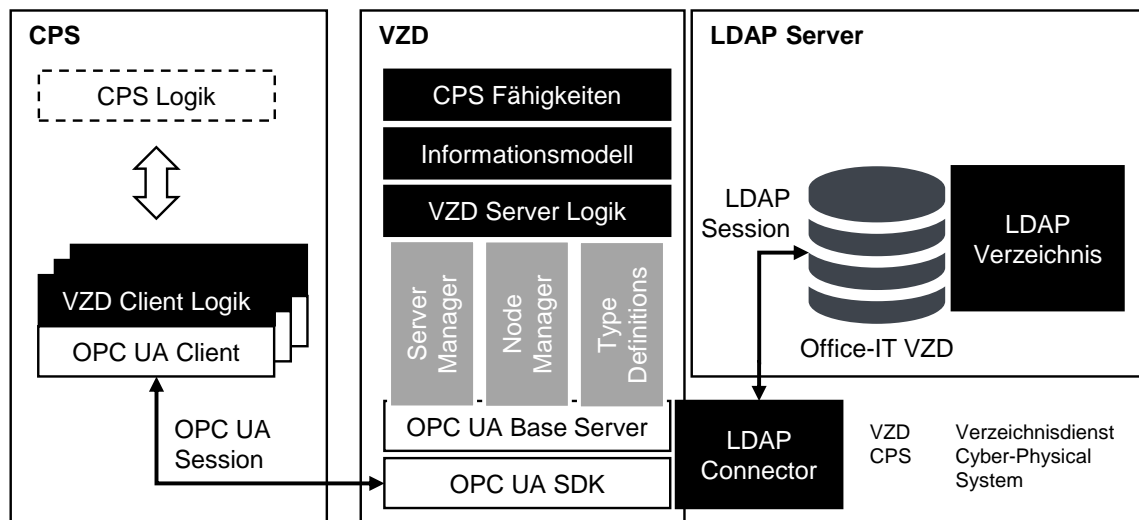 CPS
CPS Logik
VZD Client Logik
OPC UA Client
OPC UA
Session
VZD
CPS Fähigkeiten
Informationsmodell
VZD Server Logik
Server
Manager
Node
Manager
Type
Definitions
OPC UA Base Server
OPC UA SDK
LDAP Server
LDAP
Session
LDAP
Verzeichnis
Office-IT VZD
LDAP
Connector
VZD Verzeichnisdienst
CPS Cyber-Physical
System